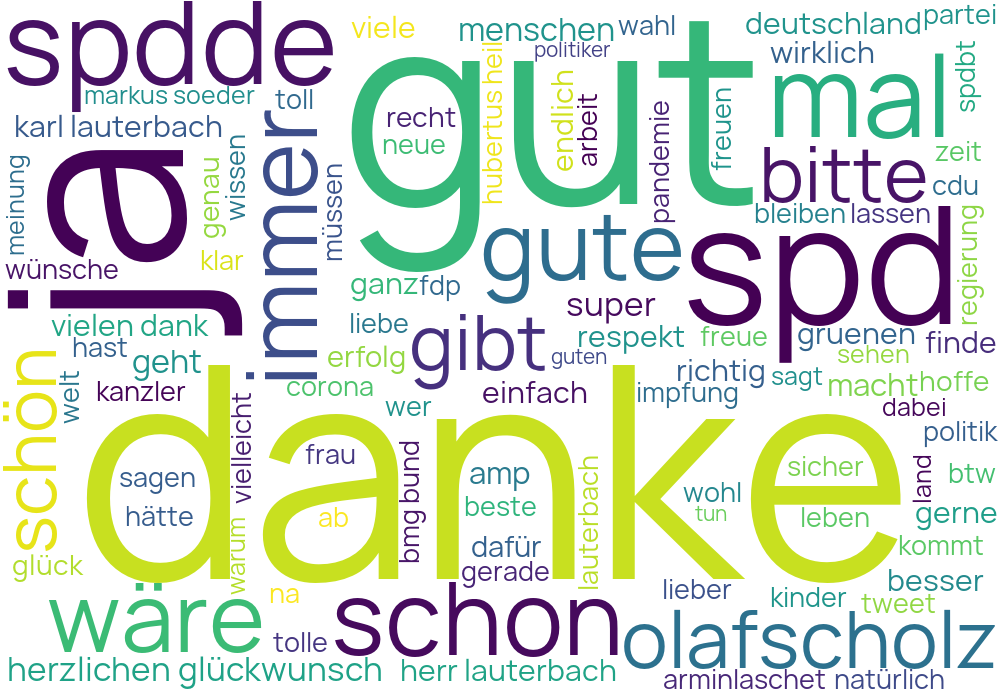 spdde
viele
menschen
wahl
deutschland
partei
politiker
wirklich
markus soeder
toll
gut
mal
spdbt
karl lauterbach
recht
neue
hubertus heil
endlich
arbeit
pandemie
freuen
bitte
zeit
cdu
meinung
genau
wissen
ja
immer
müssen
bleiben
lassen
wünsche
klar
gute
spd
regierung
ganz
fdp
super
vielen dank
liebe
gibt
respekt
freue
gruenen
finde
hast
geht
erfolg
guten
sehen
schön
welt
kanzler
corona
einfach
richtig
sagt
macht
hoffe
impfung
wer
dabei
danke
vielleicht
politik
frau
sagen
hätte
ab
bmg bund
amp
beste
lauterbach
wohl
tun
sicher
leben
land
btw
gerne
dafür
gerade
kommt
glück
warum
na
lieber
kinder
besser
tweet
wäre
tolle
schon
olafscholz
herzlichen glückwunsch
herr lauterbach
arminlaschet
natürlich